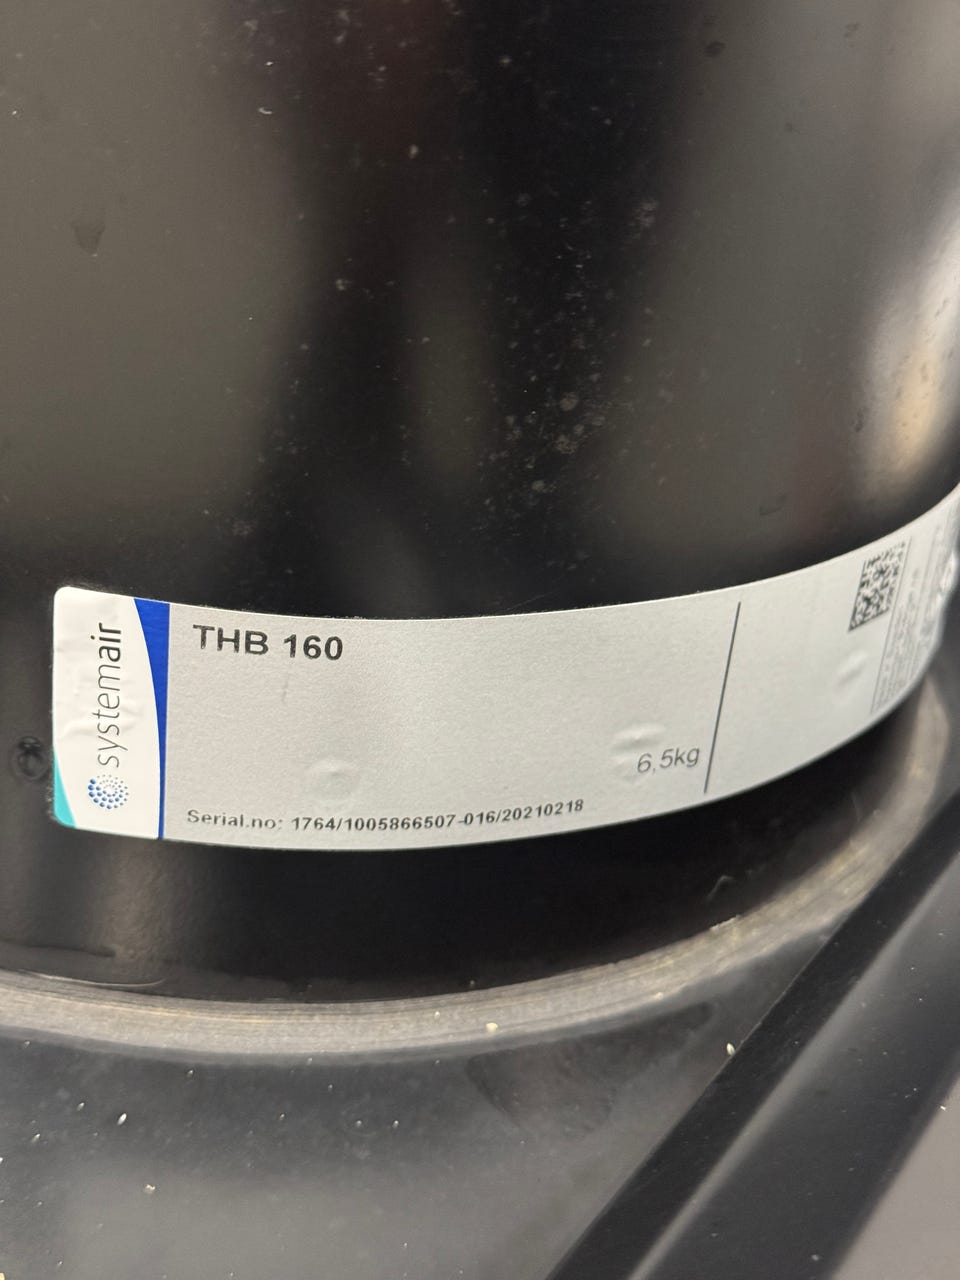 systemair
THB 160
6,5kg
Serial.no: 1764/1005866507-016/20210218